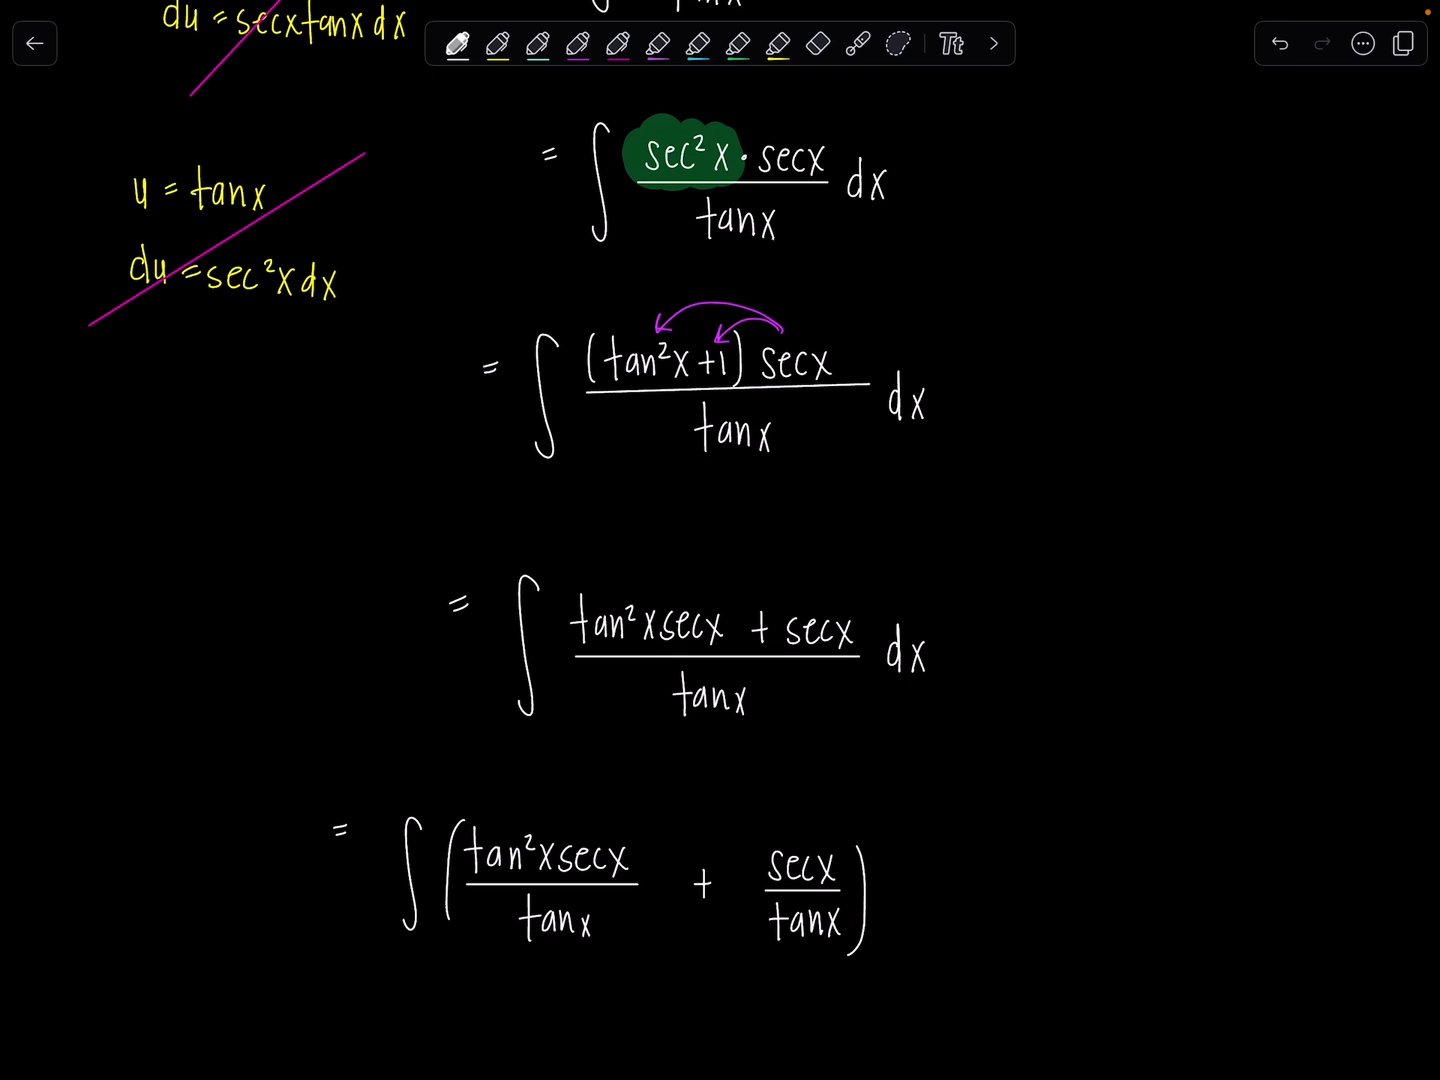 du = secxtanx dx
Tt
= ∫ sec²x · secx / tanx dx
u = tanx
du = sec²x dx
= ∫ (tan²x + 1) secx / tanx dx
= ∫ tan²xsecx + secx / tanx dx
= ∫ ( tan²xsecx / tanx + secx / tanx )